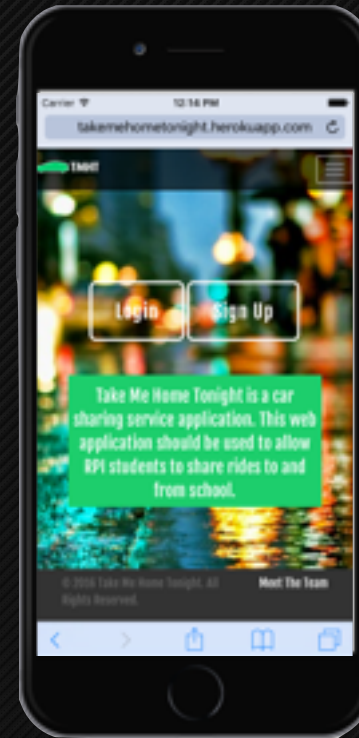 Carrier 12:14 PM
takemehometonight.herokuapp.com
TMHT
Login Sign Up
Take Me Home Tonight is a car
sharing service application. This web
application should be used to allow
RPI students to share rides to and
from school.
© 2016 Take Me Home Tonight. All Meet The Team
Rights Reserved.